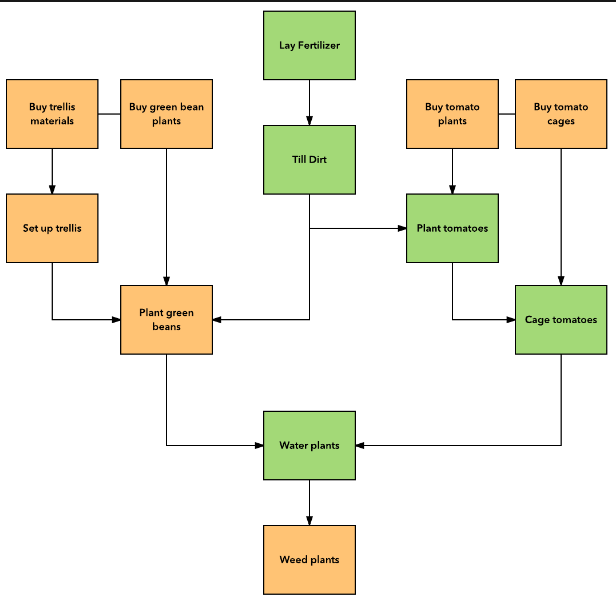 Lay Fertilizer
Buy trellis
materials
Buy green bean
plants
Buy tomato
plants
Buy tomato
cages
Till Dirt
Set up trellis
Plant tomatoes
Plant green
beans
Cage tomatoes
Water plants
Weed plants